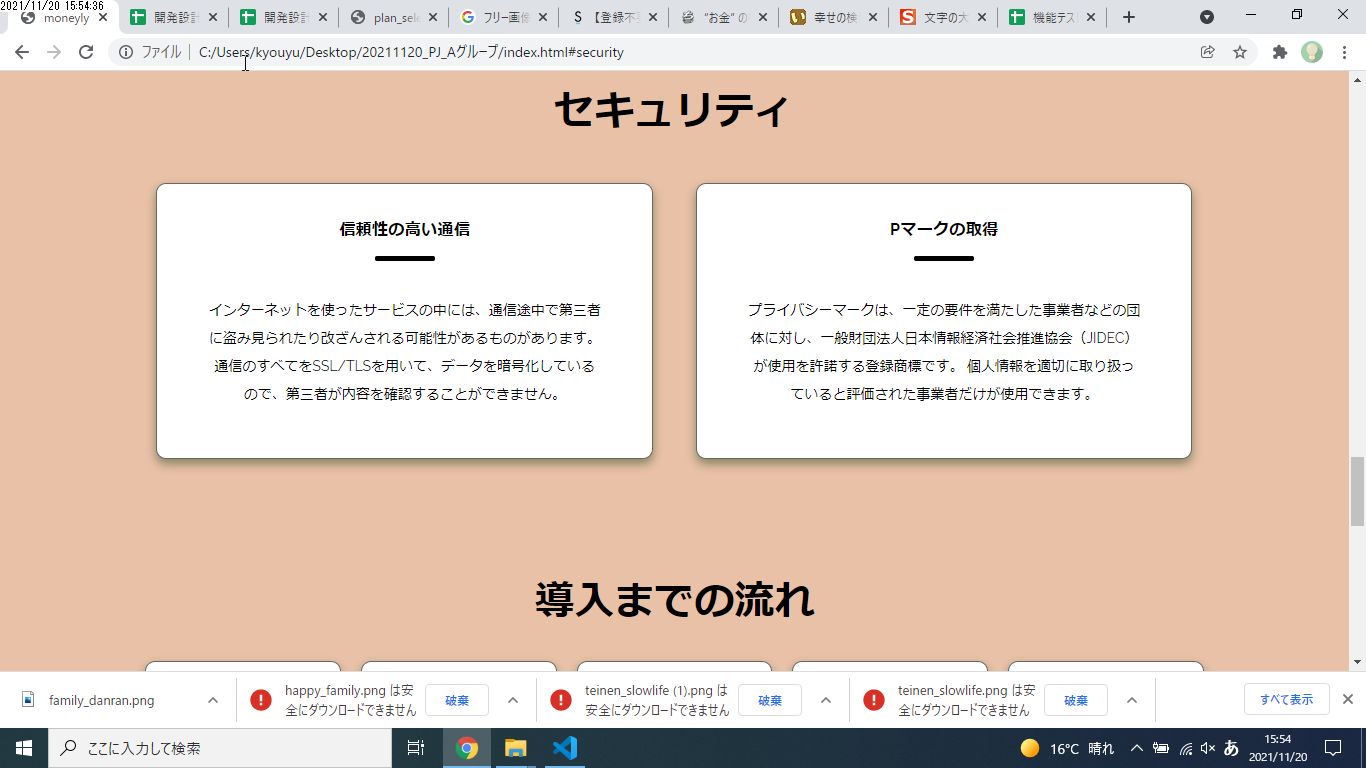 2021/11/20 15:54:36
moneyly
開発設計
開発設計
plan_sele
フリー画像
【登録不要
"お金" の
幸せの検
文字の大
機能テス
ファイル
C:/Users/kyouyu/Desktop/20211120_PJ_Aグループ/index.html#security
セキュリティ
信頼性の高い通信
インターネットを使ったサービスの中には、通信途中で第三者
に盗み見られたり改ざんされる可能性があるものがあります。
通信のすべてをSSL/TLSを用いて、データを暗号化している
ので、第三者が内容を確認することができません。
Pマークの取得
プライバシーマークは、一定の要件を満たした事業者などの団
体に対し、一般財団法人日本情報経済社会推進協会（JIDEC）
が使用を許諾する登録商標です。 個人情報を適切に取り扱っ
ていると評価された事業者だけが使用できます。
導入までの流れ
family_danran.png
happy_family.png は安
全にダウンロードできません
破棄
teinen_slowlife (1).png は
安全にダウンロードできません
破棄
teinen_slowlife.png は安
全にダウンロードできません
破棄
すべて表示
ここに入力して検索
16°C 晴れ
あ
15:54
2021/11/20